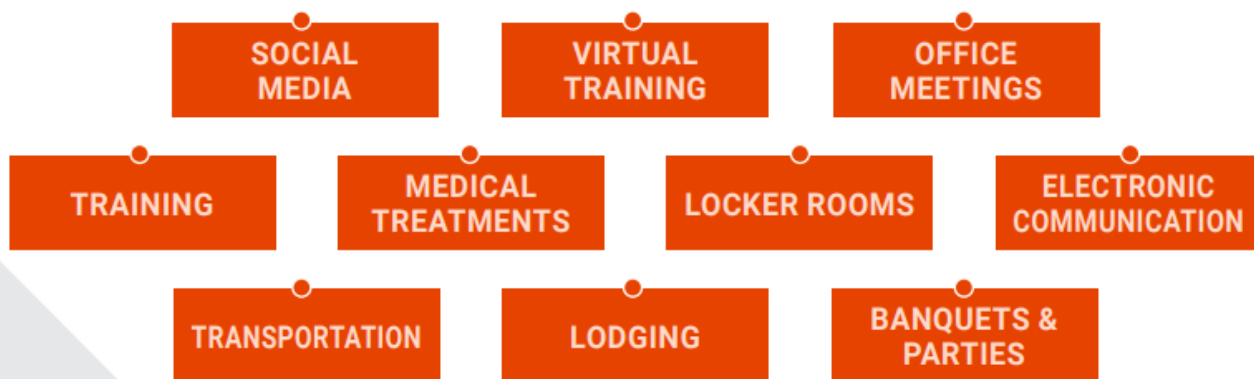 SOCIAL
MEDIA
VIRTUAL
TRAINING
OFFICE
MEETINGS
TRAINING
MEDICAL
TREATMENTS
LOCKER ROOMS
ELECTRONIC
COMMUNICATION
TRANSPORTATION
LODGING
BANQUETS &
PARTIES